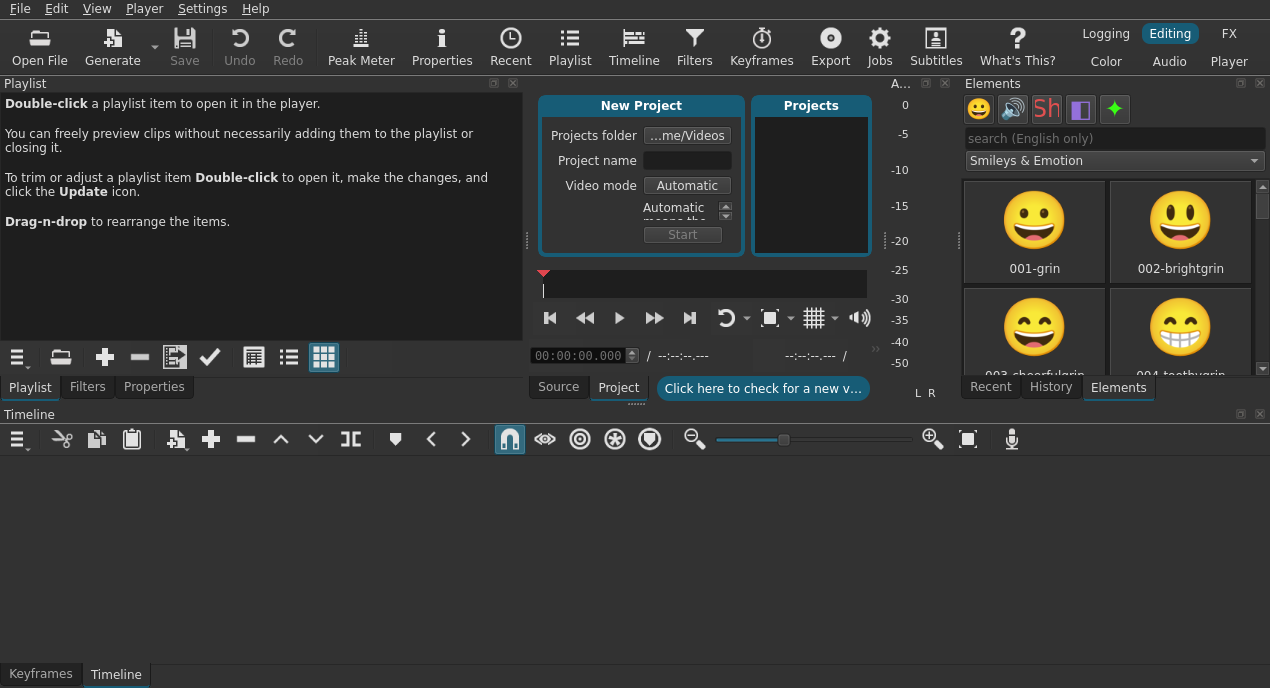 File Edit View Player Settings Help
Open File Generate Save Undo Redo Peak Meter Properties Recent Playlist Timeline Filters Keyframes Export Jobs Subtitles What's This?
Logging Editing FX
Color Audio Player
Playlist
Double-click a playlist item to open it in the player.
You can freely preview clips without necessarily adding them to the playlist or
closing it.
To trim or adjust a playlist item Double-click to open it, make the changes, and
click the Update icon.
Drag-n-drop to rearrange the items.
Playlist Filters Properties
New Project
Projects folder ...me/Videos
Project name
Video mode Automatic
Automatic
means the
Start
Projects
00:00:00.000 / --:--:--.--- --:--:--.--- /
Source Project Click here to check for a new v...
A...
0
-5
-10
-15
-20
-25
-30
-35
-40
-50
L R
Elements
Sh
search (English only)
Smileys & Emotion
001-grin 002-brightgrin
003-cheerfulgrin 004-toothygrin
Recent History Elements
Timeline
Keyframes Timeline